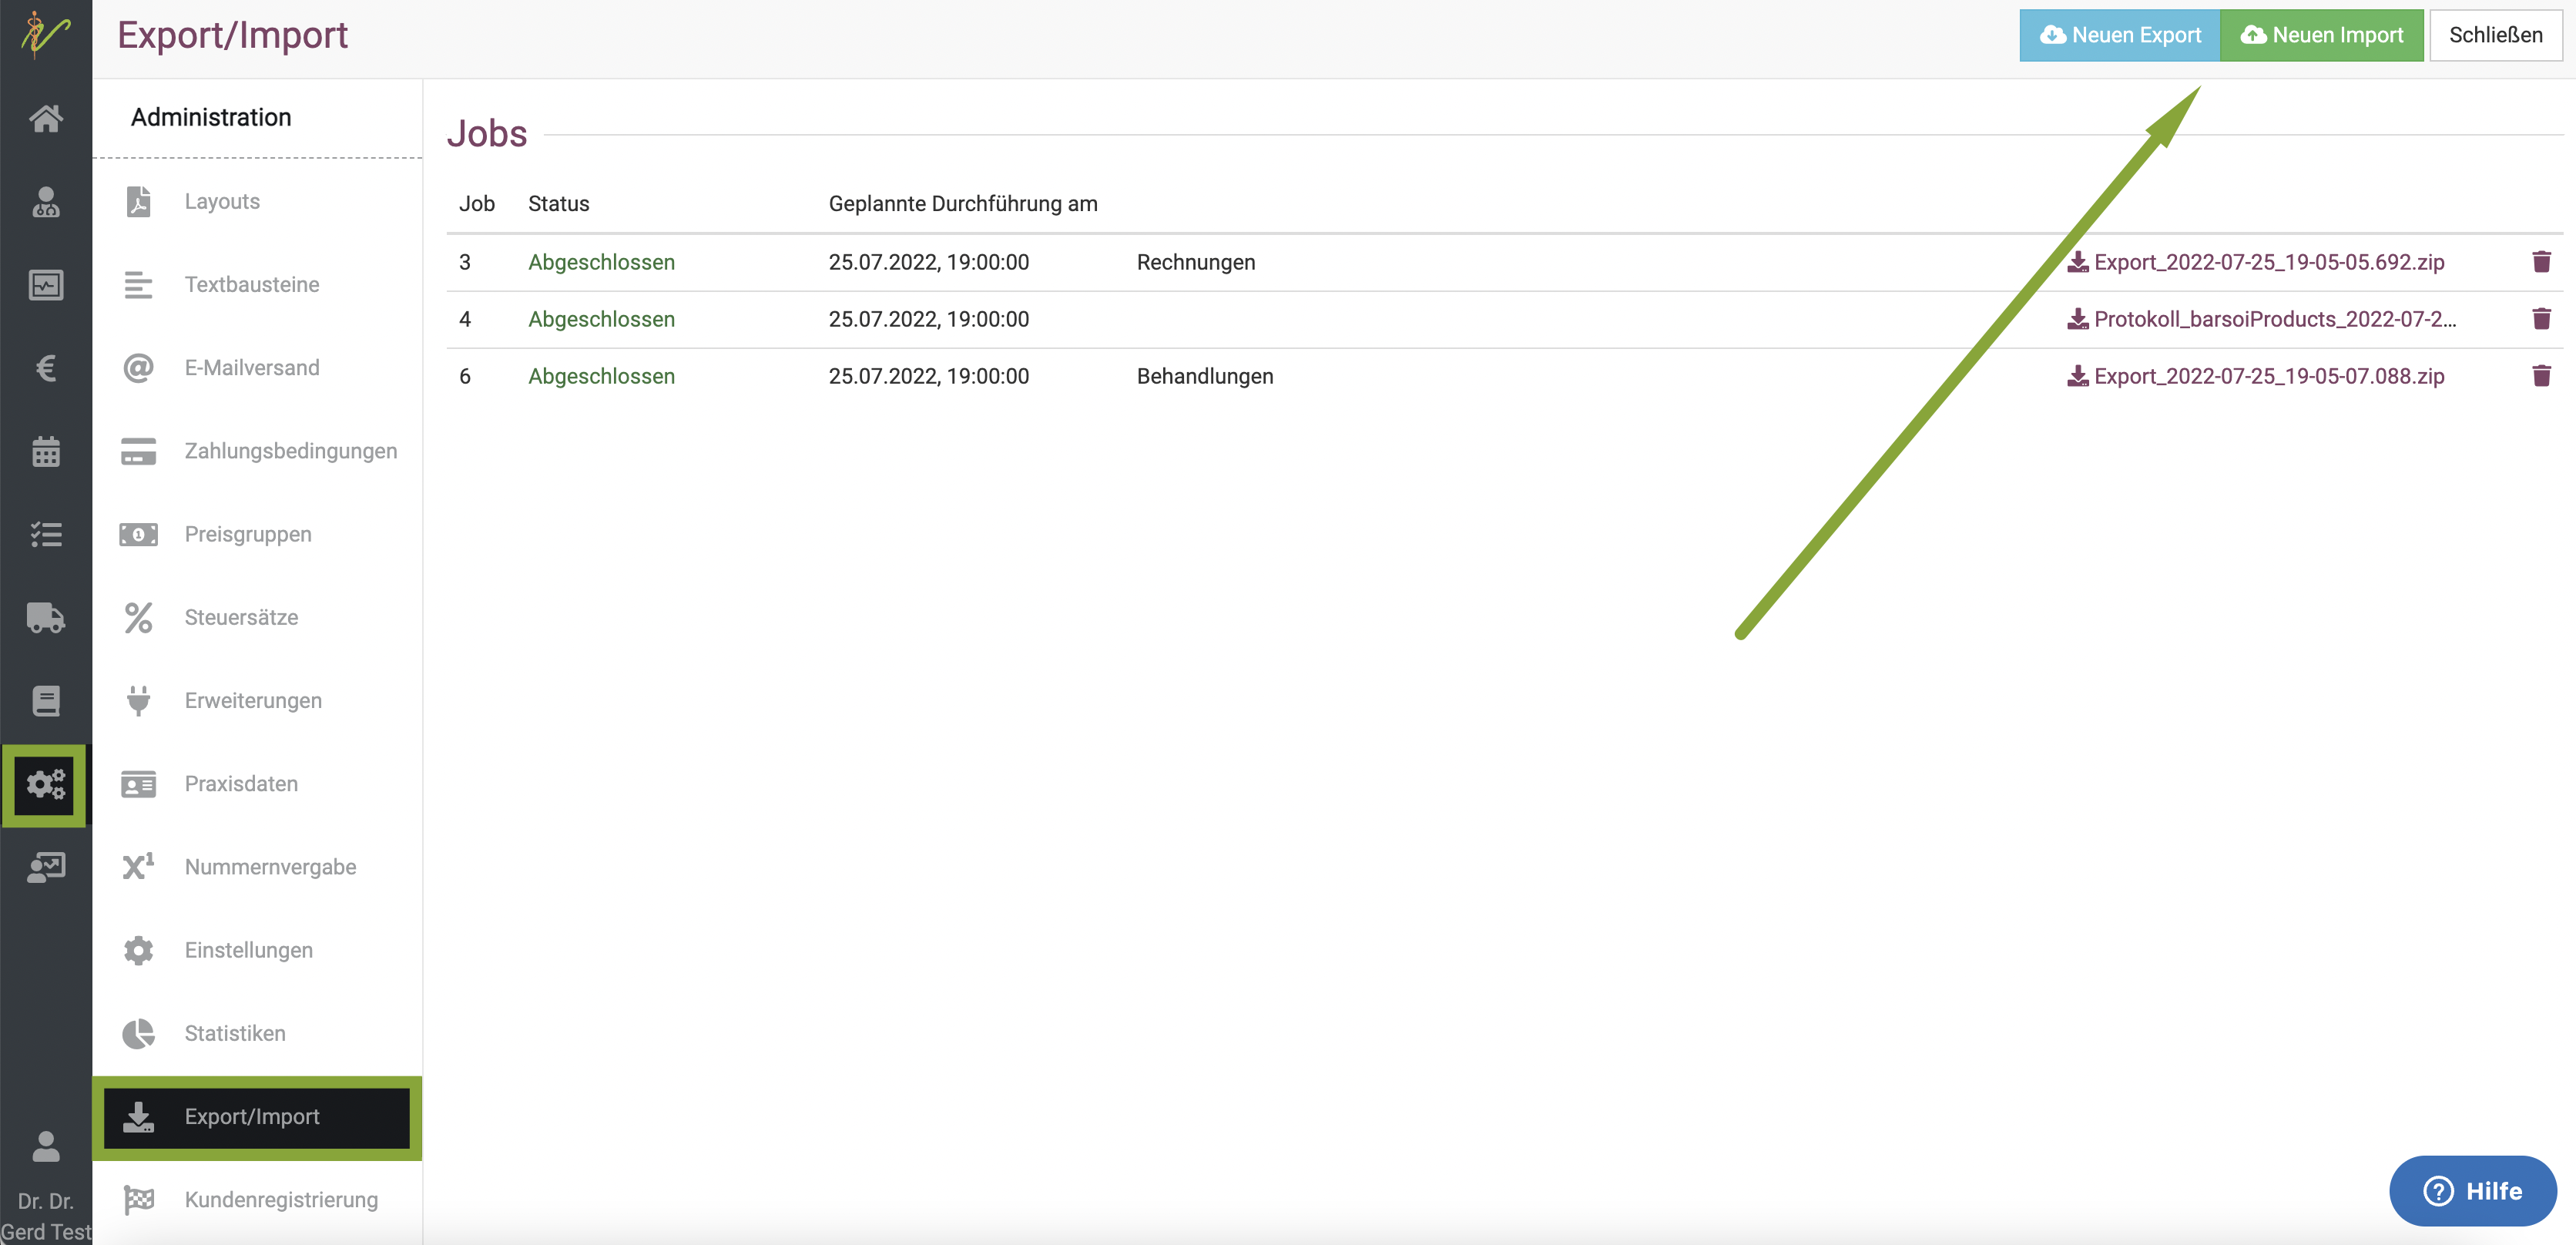 Export/Import
Neuen Export
Neuen Import
Schließen
Administration
Layouts
Textbausteine
E-Mailversand
Zahlungsbedingungen
Preisgruppen
Steuersätze
Erweiterungen
Praxisdaten
Nummernvergabe
Einstellungen
Statistiken
Export/Import
Kundenregistrierung
Dr. Dr.
Gerd Test
Jobs
Job Status Geplannte Durchführung am
3 Abgeschlossen 25.07.2022, 19:00:00 Rechnungen Export_2022-07-25_19-05-05.692.zip
4 Abgeschlossen 25.07.2022, 19:00:00 Protokoll_barsoiProducts_2022-07-2...
6 Abgeschlossen 25.07.2022, 19:00:00 Behandlungen Export_2022-07-25_19-05-07.088.zip
Hilfe